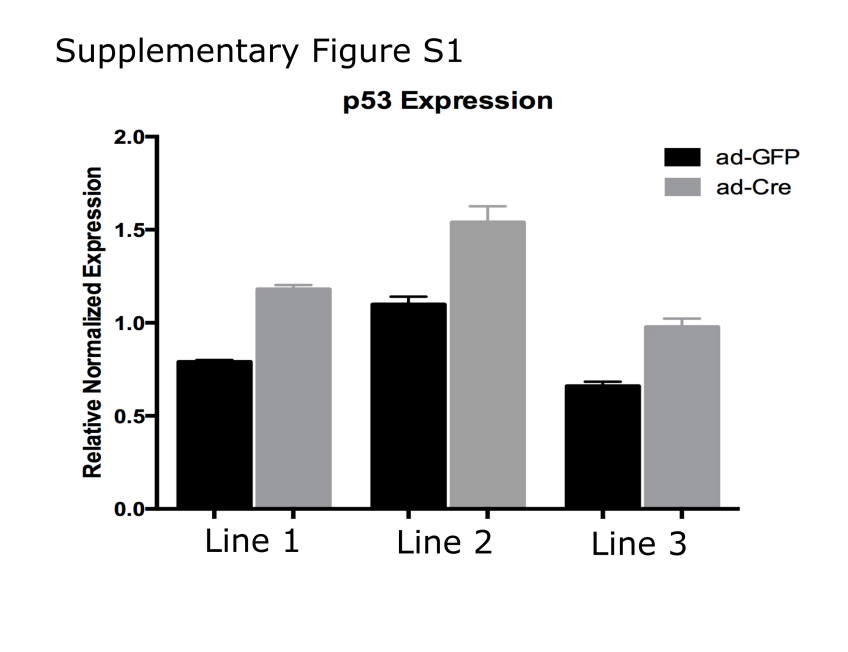 Supplementary Figure S1
p53 Expression
ad-GFP
ad-Cre
Relative Normalized Expression
2.0
1.5
1.0
0.5
0.0
Line 1
Line 2
Line 3